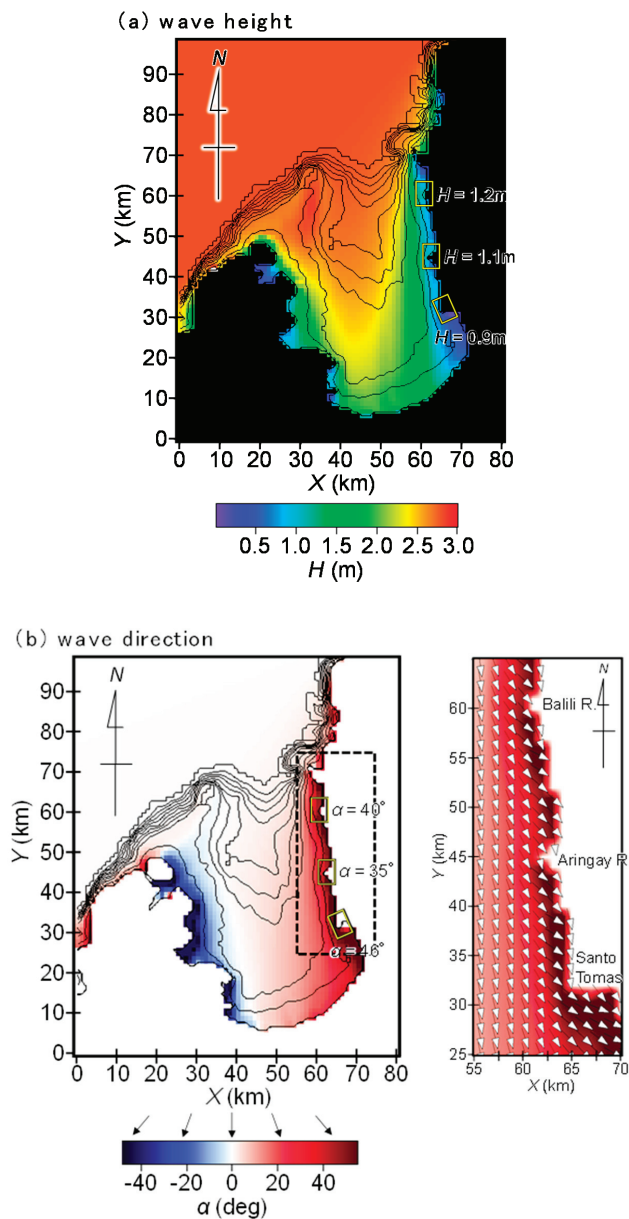 (a) wave height
N
90
80
70
60
50
40
30
20
10
0
Y (km)
H = 1.2m
H = 1.1m
H = 0.9m
0 10 20 30 40 50 60 70 80
X (km)
0.5 1.0 1.5 2.0 2.5 3.0
H (m)
(b) wave direction
N
90
80
70
60
50
40
30
20
10
0
Y (km)
α = 40°
α = 35°
α = 46°
0 10 20 30 40 50 60 70 80
X (km)
-40 -20 0 20 40
α (deg)
N
60
55
50
45
40
35
30
25
Y (km)
Balili R.
Aringay R
Santo
Tomas
55 60 65 70
X (km)